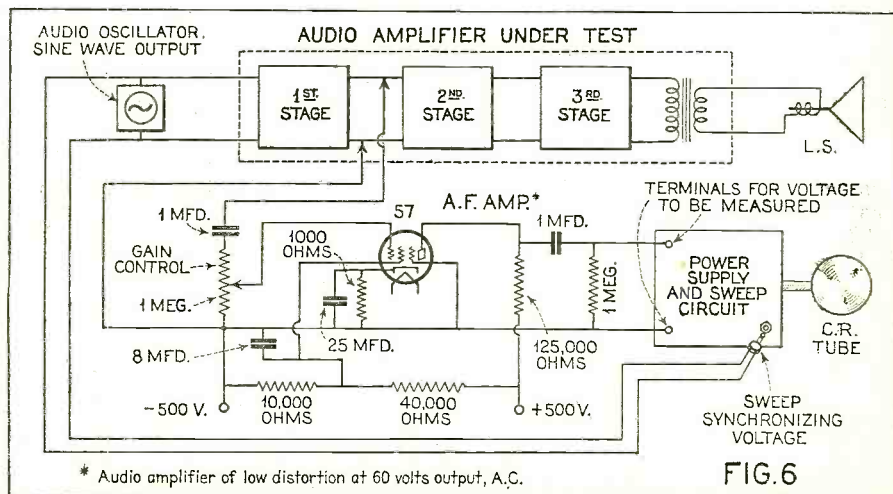 AUDIO OSCILLATOR.
SINE WAVE OUTPUT
AUDIO AMPLIFIER UNDER TEST
1ST.
STAGE
2ND.
STAGE
3RD.
STAGE
L.S.
1 MFD.
GAIN
CONTROL
1 MEG.
8 MFD.
1000
OHMS
57
A.F. AMP.*
1 MFD.
TERMINALS FOR VOLTAGE
TO BE MEASURED
1 MEG.
POWER
SUPPLY
AND SWEEP
CIRCUIT
C.R.
TUBE
25 MFD.
125,000
OHMS
-500 V.
10,000
OHMS
40,000
OHMS
+500V.
SWEEP
SYNCHRONIZING
VOLTAGE
* Audio amplifier of low distortion at 60 volts output, A.C.
FIG.6